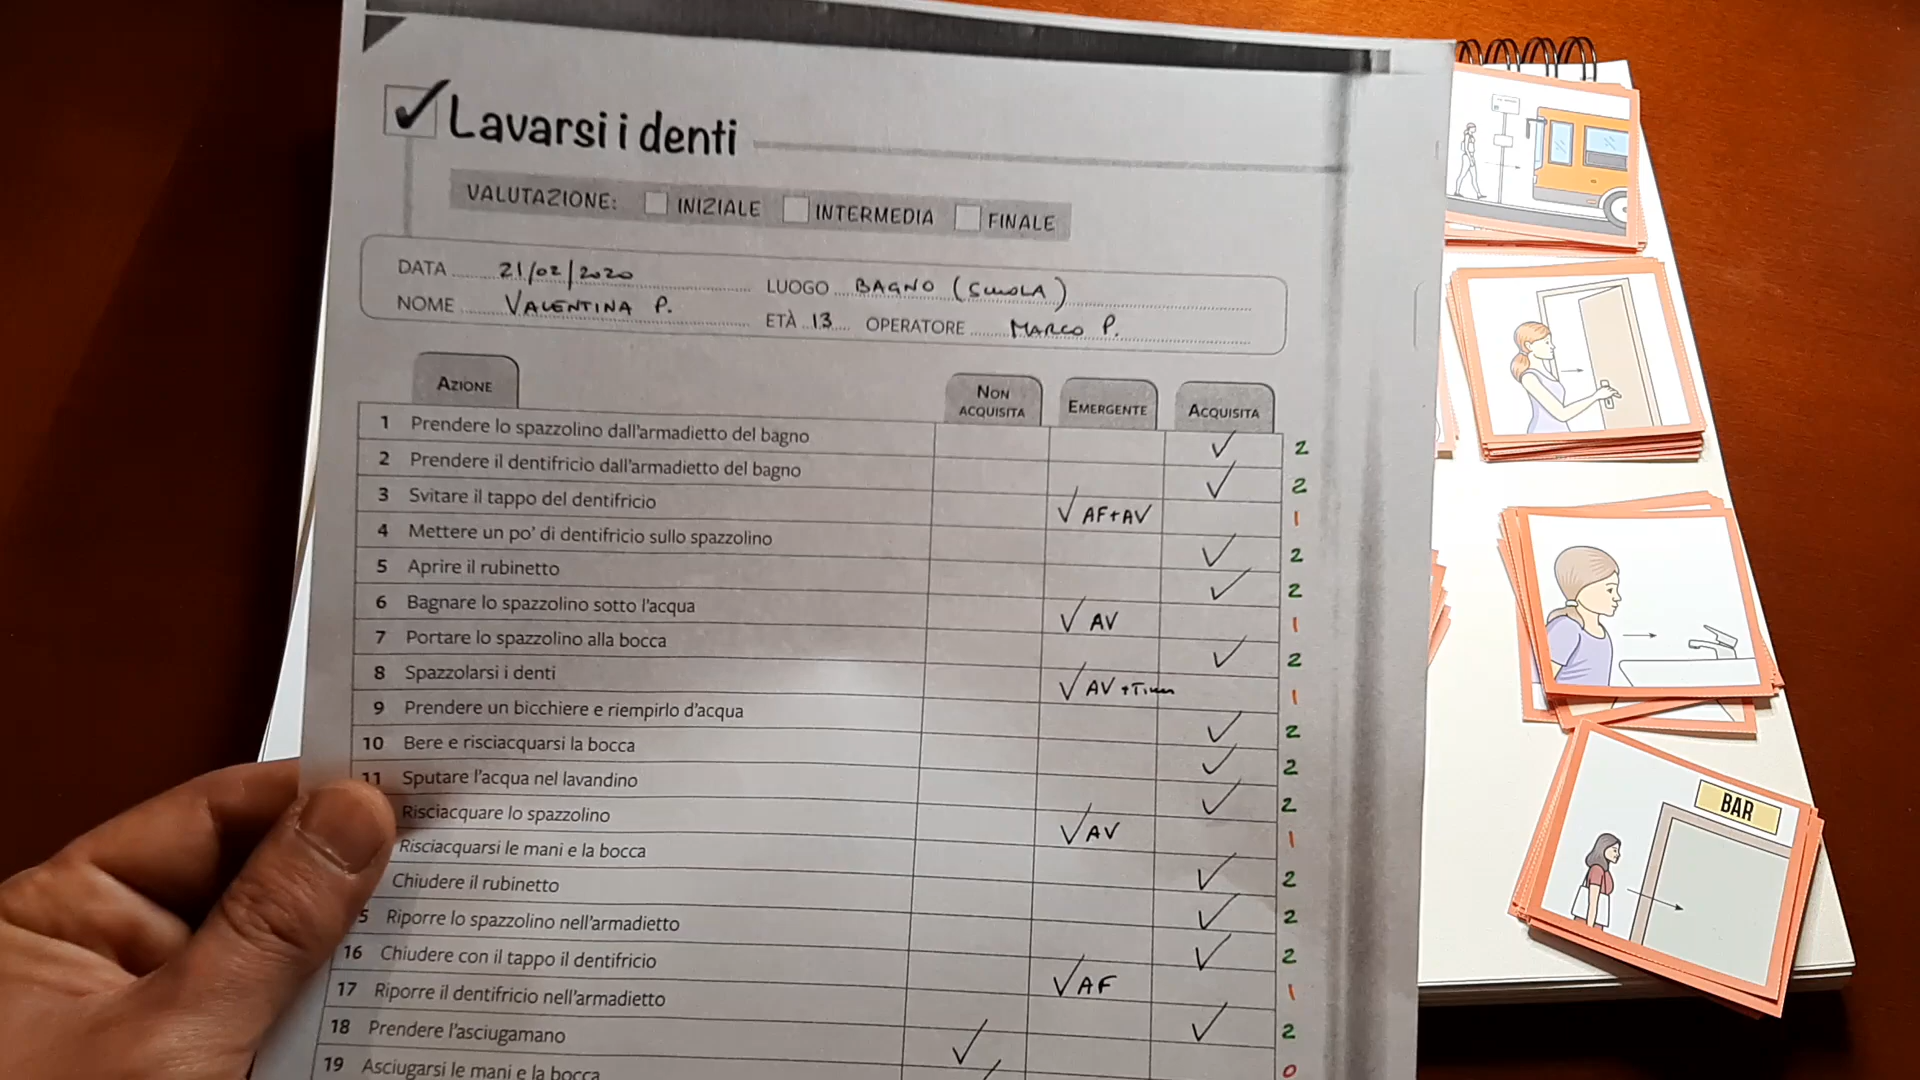 ✓ Lavarsi i denti
VALUTAZIONE: INIZIALE INTERMEDIA FINALE
DATA 21/02/2020 LUOGO BAGNO (SCUOLA)
NOME VALENTINA P. ETÀ 13 OPERATORE MARCO P.
AZIONE NON ACQUISITA EMERGENTE ACQUISITA
1 Prendere lo spazzolino dall'armadietto del bagno ✓ 2
2 Prendere il dentifricio dall'armadietto del bagno ✓ 2
3 Svitare il tappo del dentifricio ✓ AF+AV 1
4 Mettere un po' di dentifricio sullo spazzolino ✓ 2
5 Aprire il rubinetto ✓ 2
6 Bagnare lo spazzolino sotto l'acqua ✓ AV 1
7 Portare lo spazzolino alla bocca ✓ 2
8 Spazzolarsi i denti ✓ AV + Timer 1
9 Prendere un bicchiere e riempirlo d'acqua ✓ 2
10 Bere e risciacquarsi la bocca ✓ 2
11 Sputare l'acqua nel lavandino ✓ 2
Risciacquare lo spazzolino ✓ AV 1
Risciacquarsi le mani e la bocca ✓ 2
Chiudere il rubinetto ✓ 2
5 Riporre lo spazzolino nell'armadietto ✓ 2
16 Chiudere con il tappo il dentifricio ✓ AF 1
17 Riporre il dentifricio nell'armadietto ✓ 2
18 Prendere l'asciugamano ✓ 0
19 Asciugarsi le mani e la bocca
BAR